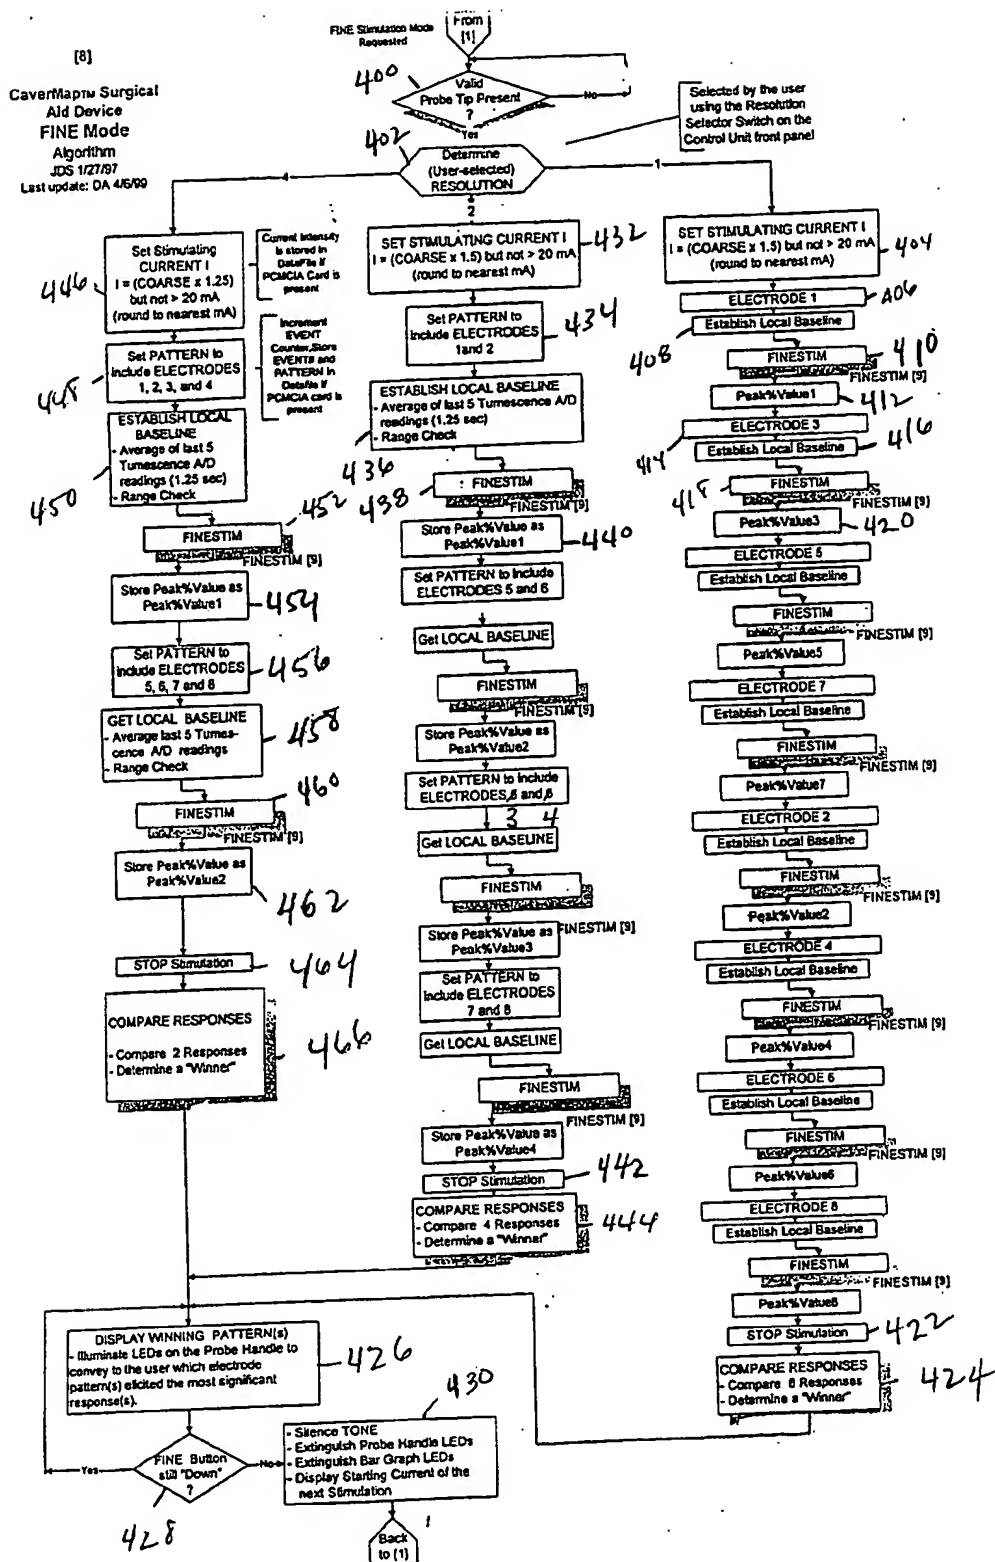 [8]
CaverMap™ Surgical
Aid Device
FINE Mode
Algorithm
JDS 1/27/97
Last update: DA 4/6/99
FINE Stimulation Mode
Requested
From
[1]
400
Valid
Probe Tip Present
?
No
Yes
Selected by the user
using the Resolution
Selector Switch on the
Control Unit front panel
402
Determine
(User-selected)
RESOLUTION
4
2
1
446
Set Stimulating
CURRENT I
I = (COARSE x 1.25)
but not > 20 mA
(round to nearest mA)
Current Intensity
is stored in
DataFile if
PCMCIA Card is
present
448
Set PATTERN to
include ELECTRODES
1, 2, 3, and 4
Increment
EVENT
Counter,Store
EVENT# and
PATTERN in
Datafile if
PCMCIA card is
present
450
ESTABLISH LOCAL
BASELINE
- Average of last 5
Tumescence A/D
readings (1.25 sec)
- Range Check
452
FINESTIM
FINESTIM [9]
Store Peak%Value as
Peak%Value1
454
Set PATTERN to
include ELECTRODES
5, 6, 7 and 8
456
GET LOCAL BASELINE
- Average last 5 Tumes-
cence A/D readings
- Range Check
458
460
FINESTIM
FINESTIM [9]
Store Peak%Value as
Peak%Value2
462
STOP Stimulation
464
COMPARE RESPONSES
- Compare 2 Responses
- Determine a "Winner"
466
SET STIMULATING CURRENT I
I = (COARSE x 1.5) but not > 20 mA
(round to nearest mA)
432
Set PATTERN to
include ELECTRODES
1and 2
434
ESTABLISH LOCAL BASELINE
- Average of last 5 Tumescence A/D
readings (1.25 sec)
- Range Check
436
438
FINESTIM
FINESTIM [9]
Store Peak%Value as
Peak%Value1
440
Set PATTERN to include
ELECTRODES 5 and 6
Get LOCAL BASELINE
FINESTIM
FINESTIM [9]
Store Peak%Value as
Peak%Value2
Set PATTERN to include
ELECTRODES,5 and,6
3 4
Get LOCAL BASELINE
FINESTIM
FINESTIM [9]
Store Peak%Value as
Peak%Value3
Set PATTERN to
include ELECTRODES
7 and 8
Get LOCAL BASELINE
FINESTIM
FINESTIM [9]
Store Peak%Value as
Peak%Value4
STOP Stimulation
442
COMPARE RESPONSES
- Compare 4 Responses
- Determine a "Winner"
444
SET STIMULATING CURRENT I
I = (COARSE x 1.5) but not > 20 mA
(round to nearest mA)
404
ELECTRODE 1
406
Establish Local Baseline
408
FINESTIM
410
FINESTIM [9]
Peak%Value1
412
ELECTRODE 3
414
Establish Local Baseline
416
418
FINESTIM
FINESTIM [9]
Peak%Value3
420
ELECTRODE 5
Establish Local Baseline
FINESTIM
FINESTIM [9]
Peak%Value5
ELECTRODE 7
Establish Local Baseline
FINESTIM
FINESTIM [9]
Peak%Value7
ELECTRODE 2
Establish Local Baseline
FINESTIM
FINESTIM [9]
Peak%Value2
ELECTRODE 4
Establish Local Baseline
FINESTIM
FINESTIM [9]
Peak%Value4
ELECTRODE 6
Establish Local Baseline
FINESTIM
FINESTIM [9]
Peak%Value6
ELECTRODE 8
Establish Local Baseline
FINESTIM
FINESTIM [9]
Peak%Value8
STOP Stimulation
422
COMPARE RESPONSES
- Compare 8 Responses
- Determine a "Winner"
424
DISPLAY WINNING PATTERN(s)
- Illuminate LEDs on the Probe Handle to
convey to the user which electrode
pattern(s) elicited the most significant
response(s).
426
FINE Button
still "Down"
?
Yes
No
428
430
- Silence TONE
- Extinguish Probe Handle LEDs
- Extinguish Bar Graph LEDs
- Display Starting Current of the
next Stimulation
Back
to [1]